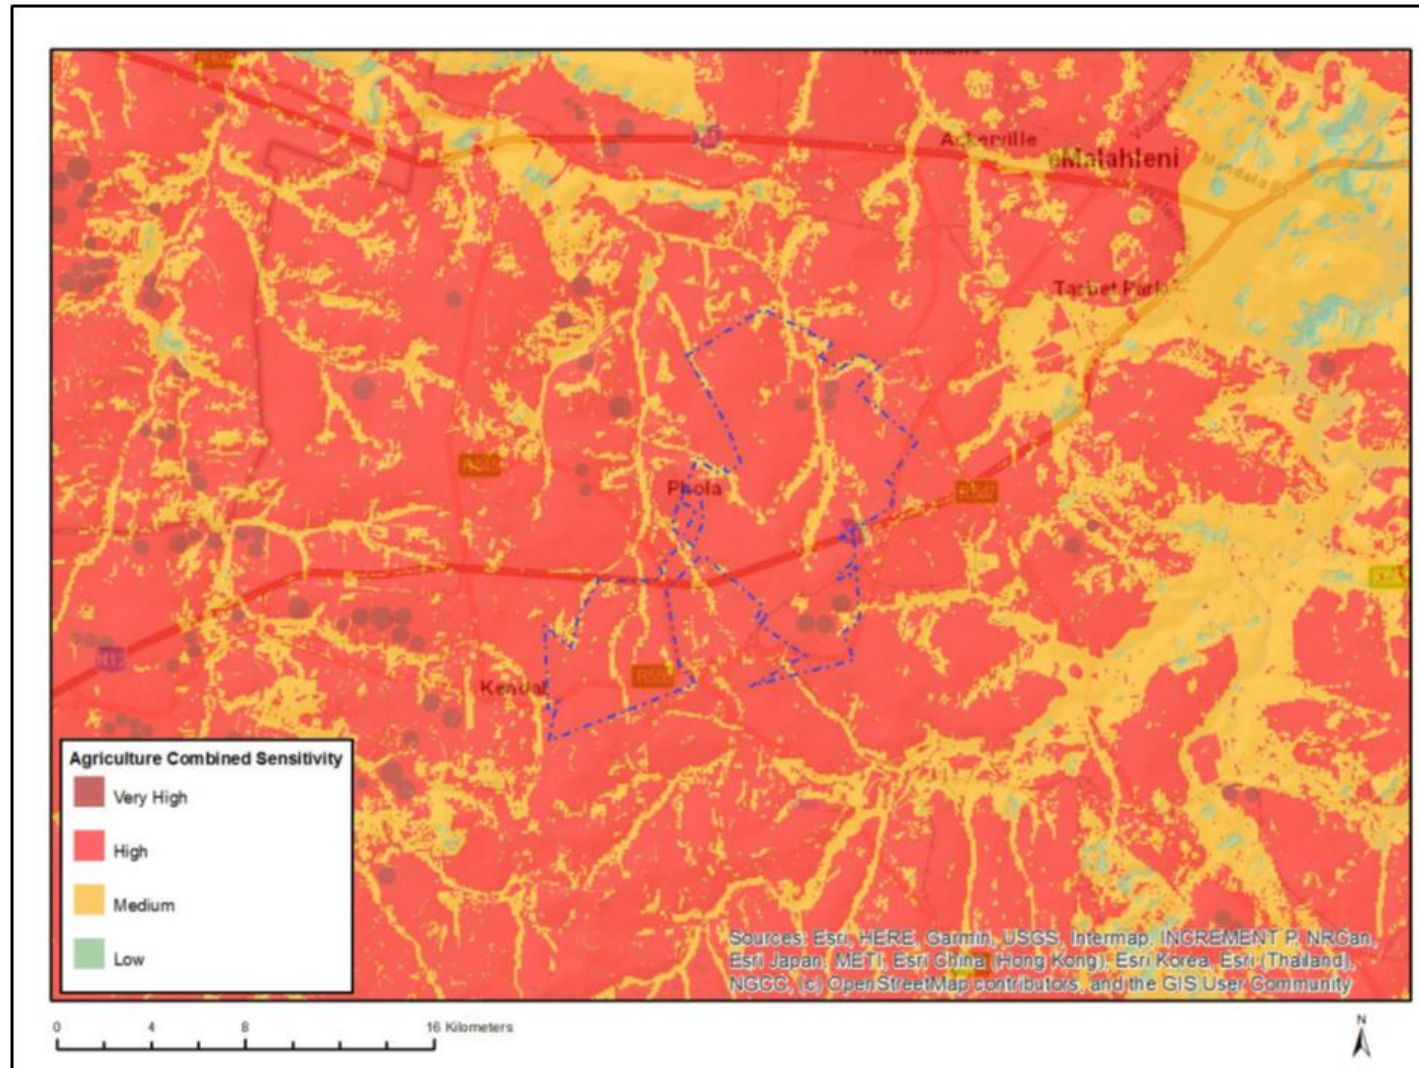 Ackerville
eMalahleni
Phola
Kendal
N12
Agriculture Combined Sensitivity
Very High
High
Medium
Low
Sources: Esri, HERE, Garmin, USGS, Intermap, INCREMENT P, NRCan,
Esri Japan, METI, Esri China (Hong Kong), Esri Korea, Esri (Thailand),
NGCC, (c) OpenStreetMap contributors, and the GIS User Community
0 4 8 16 Kilometers
N